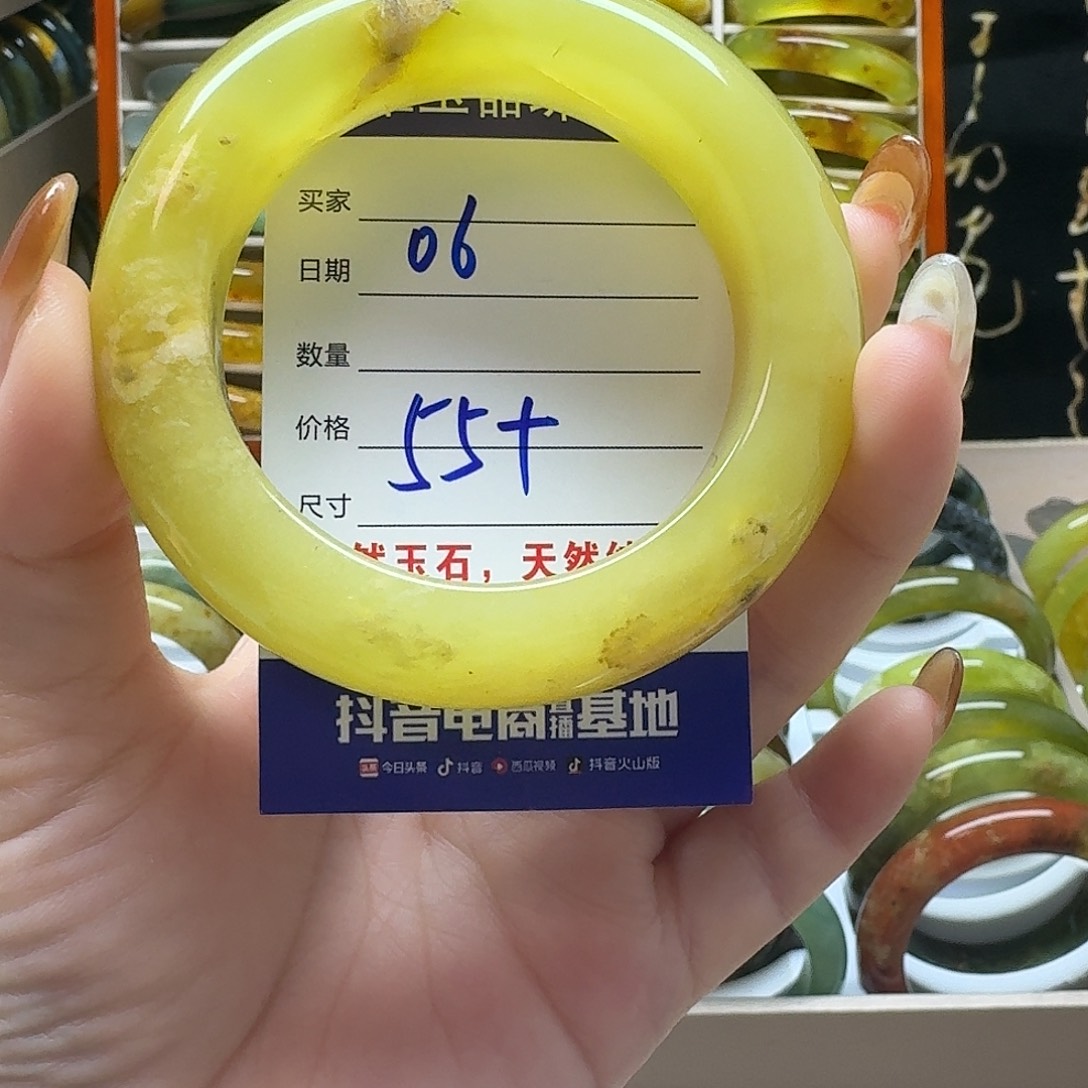 买家
日期 06
数量
价格 55+
尺寸
然玉石，天然
抖音电商直播基地
头条 今日头条 抖音 西瓜视频 抖音火山版